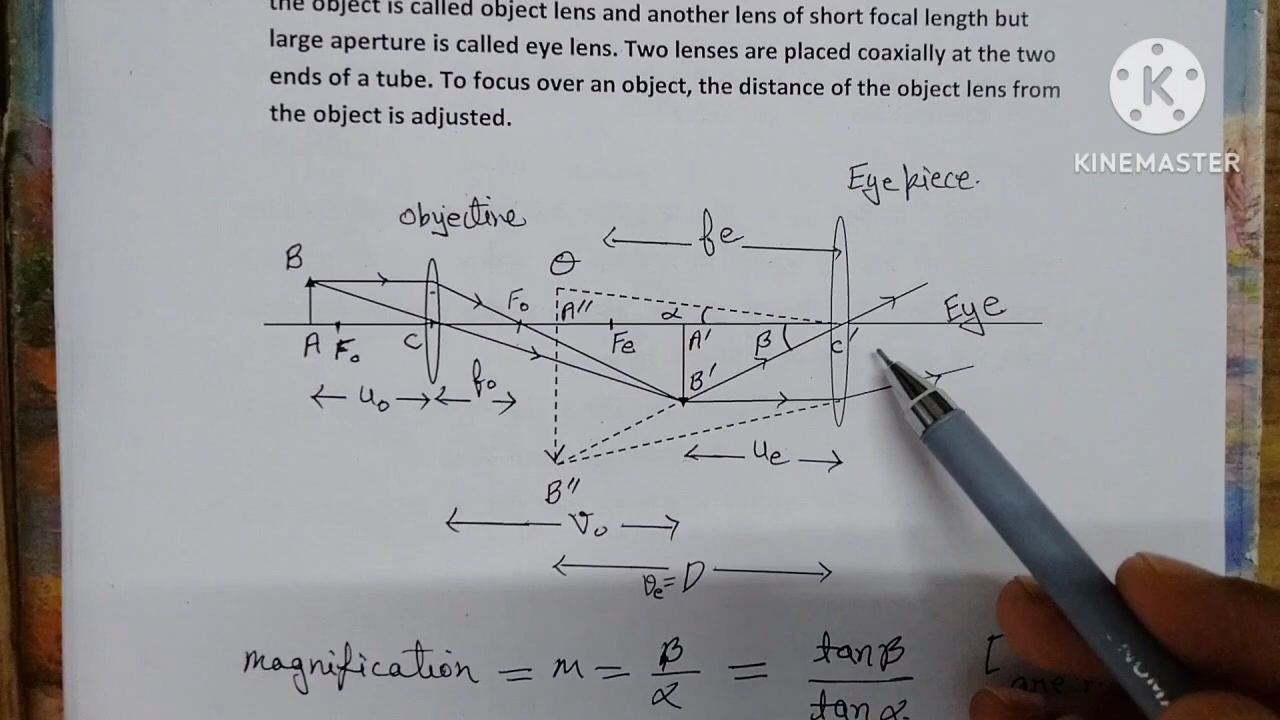 the object is called object lens and another lens of short focal length but
large aperture is called eye lens. Two lenses are placed coaxially at the two
ends of a tube. To focus over an object, the distance of the object lens from
the object is adjusted.
K
KINEMASTER
Eye piece.
objective
fe
B
θ
Fo
A''
α
Eye
A
Fo
C
Fe
A'
β
C'
B'
uo
fo
ue
B''
vo
ve = D
magnification = m = β/α = tanβ/tanα [